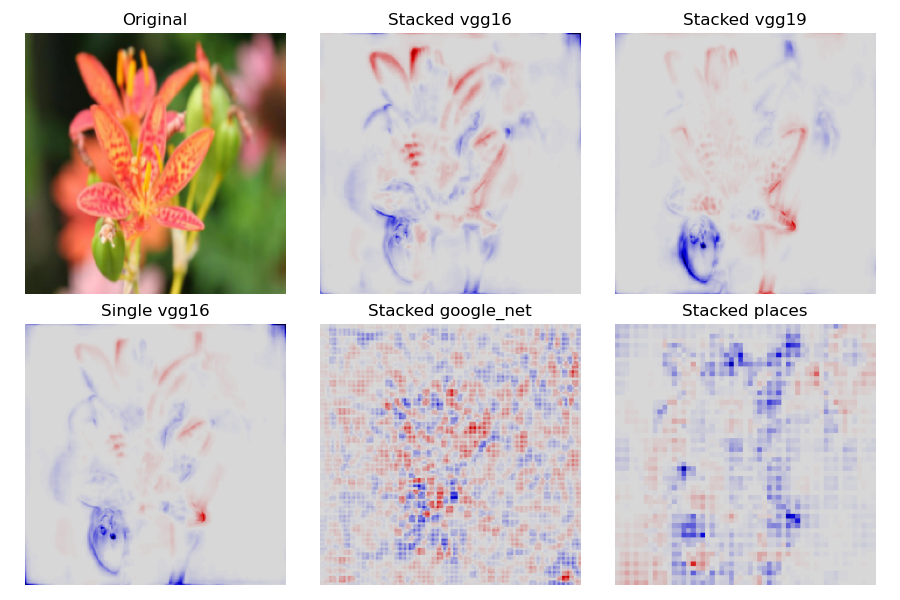 Original
Stacked vgg16
Stacked vgg19
Single vgg16
Stacked google_net
Stacked places